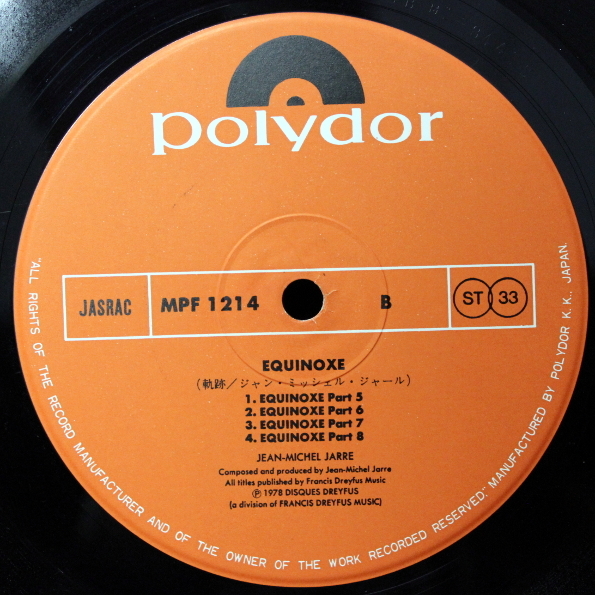 polydor
JASRAC
MPF 1214
B
ST 33
EQUINOXE
(軌跡/ジャン・ミッシェル・ジャール)
1. EQUINOXE Part 5
2. EQUINOXE Part 6
3. EQUINOXE Part 7
4. EQUINOXE Part 8
JEAN-MICHEL JARRE
Composed and produced by Jean-Michel Jarre
All titles published by Francis Dreyfus Music
℗ 1978 DISQUES DREYFUS
(a division of FRANCIS DREYFUS MUSIC)
"ALL RIGHTS OF THE RECORD MANUFACTURER AND OF THE OWNER OF THE WORK RECORDED RESERVED." MANUFACTURED BY POLYDOR K.K., JAPAN.